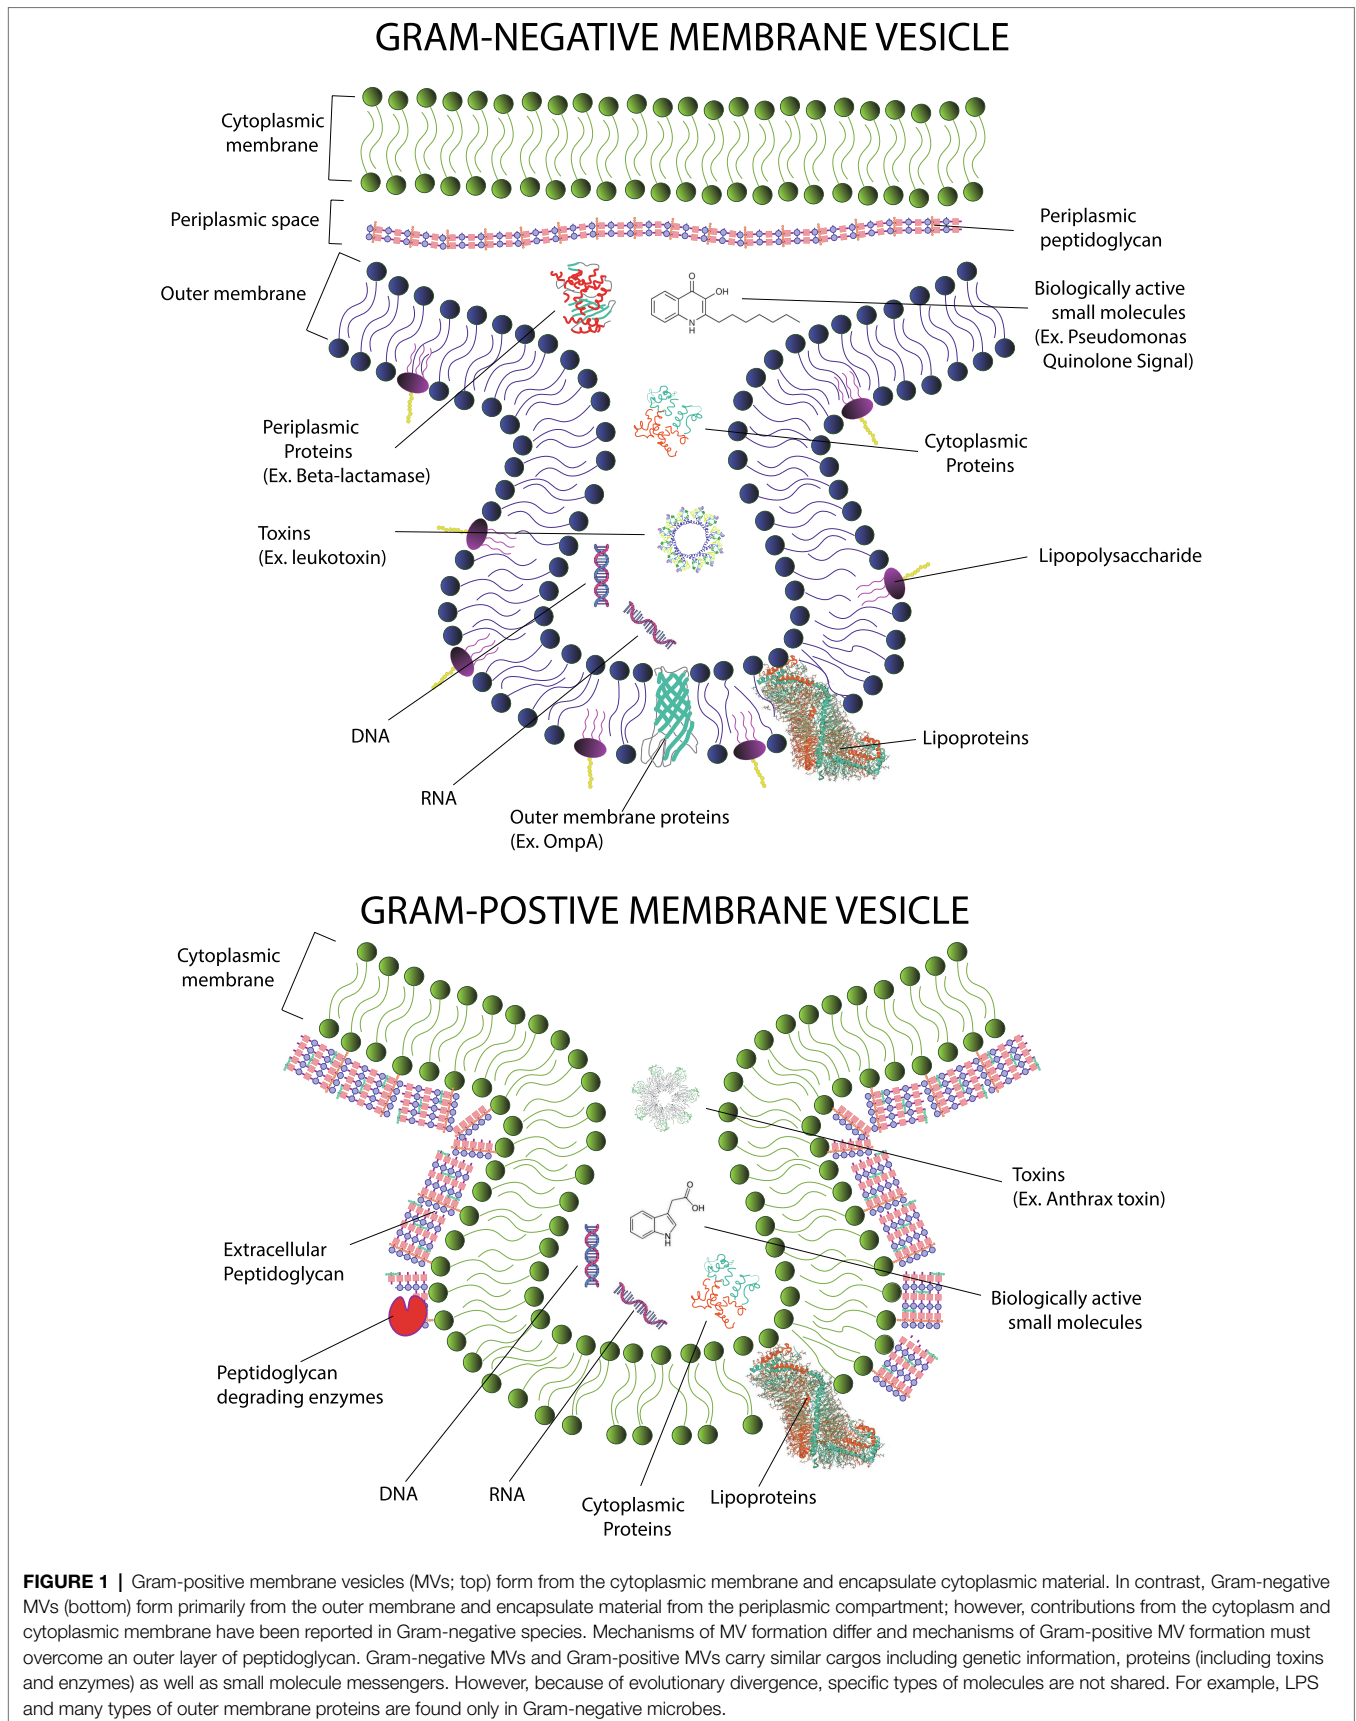 GRAM-NEGATIVE MEMBRANE VESICLE
Cytoplasmic
membrane
Periplasmic space
Periplasmic
peptidoglycan
Outer membrane
O
OH
N
H
Biologically active
small molecules
(Ex. Pseudomonas
Quinolone Signal)
Periplasmic
Proteins
(Ex. Beta-lactamase)
Cytoplasmic
Proteins
Toxins
(Ex. leukotoxin)
Lipopolysaccharide
DNA
Lipoproteins
RNA
Outer membrane proteins
(Ex. OmpA)
GRAM-POSTIVE MEMBRANE VESICLE
Cytoplasmic
membrane
Toxins
(Ex. Anthrax toxin)
O
OH
N
H
Extracellular
Peptidoglycan
Biologically active
small molecules
Peptidoglycan
degrading enzymes
DNA
RNA
Cytoplasmic
Proteins
Lipoproteins
FIGURE 1 | Gram-positive membrane vesicles (MVs; top) form from the cytoplasmic membrane and encapsulate cytoplasmic material. In contrast, Gram-negative
MVs (bottom) form primarily from the outer membrane and encapsulate material from the periplasmic compartment; however, contributions from the cytoplasm and
cytoplasmic membrane have been reported in Gram-negative species. Mechanisms of MV formation differ and mechanisms of Gram-positive MV formation must
overcome an outer layer of peptidoglycan. Gram-negative MVs and Gram-positive MVs carry similar cargos including genetic information, proteins (including toxins
and enzymes) as well as small molecule messengers. However, because of evolutionary divergence, specific types of molecules are not shared. For example, LPS
and many types of outer membrane proteins are found only in Gram-negative microbes.